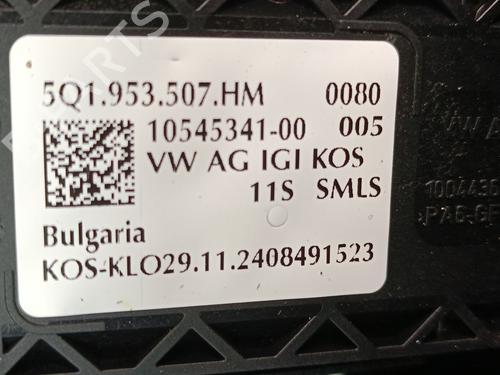 5Q1.953.507.HM 0080
10545341-00 005
VW AG IGI KOS
11S SMLS
Bulgaria
KOS-KLO29.11.2408491523